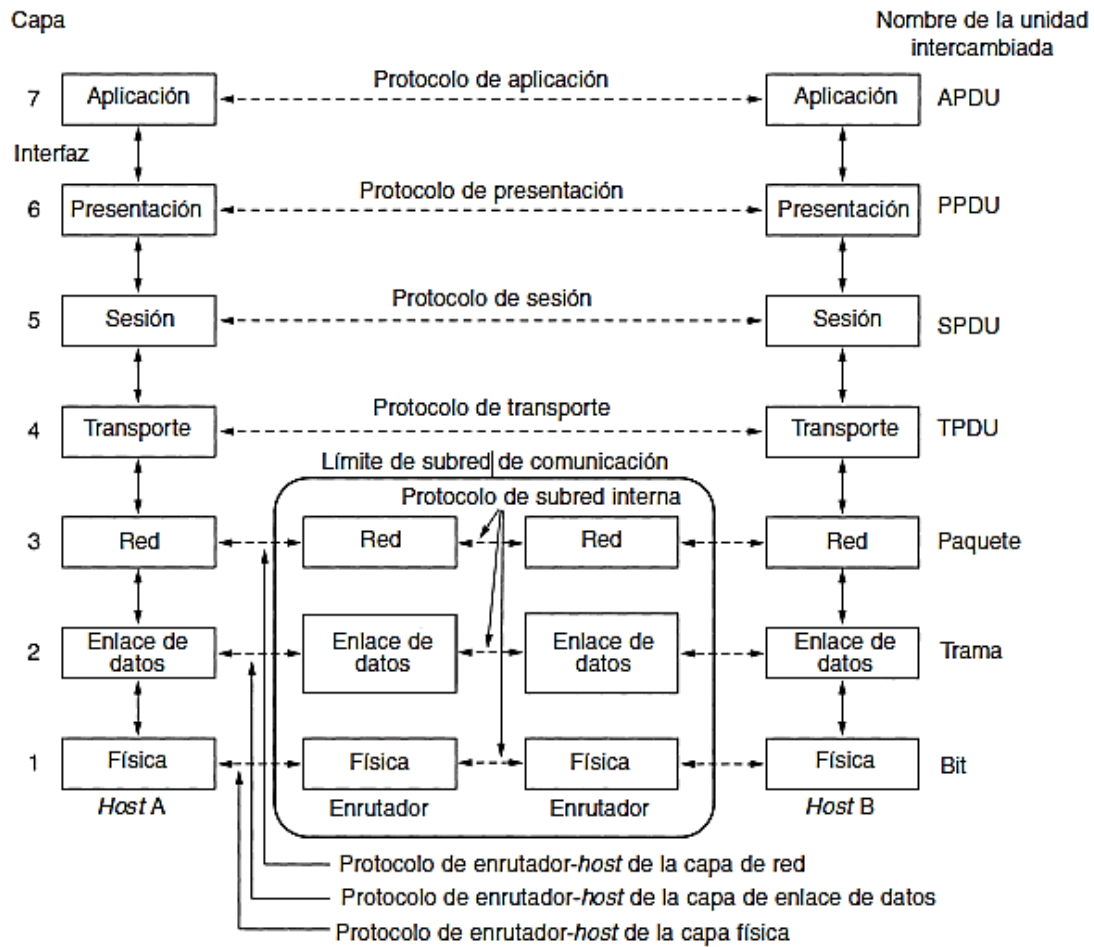 Capa
Nombre de la unidad
intercambiada
Protocolo de aplicación
7 Aplicación Aplicación APDU
Interfaz
Protocolo de presentación
6 Presentación Presentación PPDU
Protocolo de sesión
5 Sesión Sesión SPDU
Protocolo de transporte
4 Transporte Transporte TPDU
Límite de subred de comunicación
Protocolo de subred interna
3 Red Red Red Red Paquete
Enlace de datos Enlace de datos Enlace de datos Enlace de datos
2 Trama
1 Física Física Física Física Bit
Host A Enrutador Enrutador Host B
Protocolo de enrutador-host de la capa de red
Protocolo de enrutador-host de la capa de enlace de datos
Protocolo de enrutador-host de la capa física